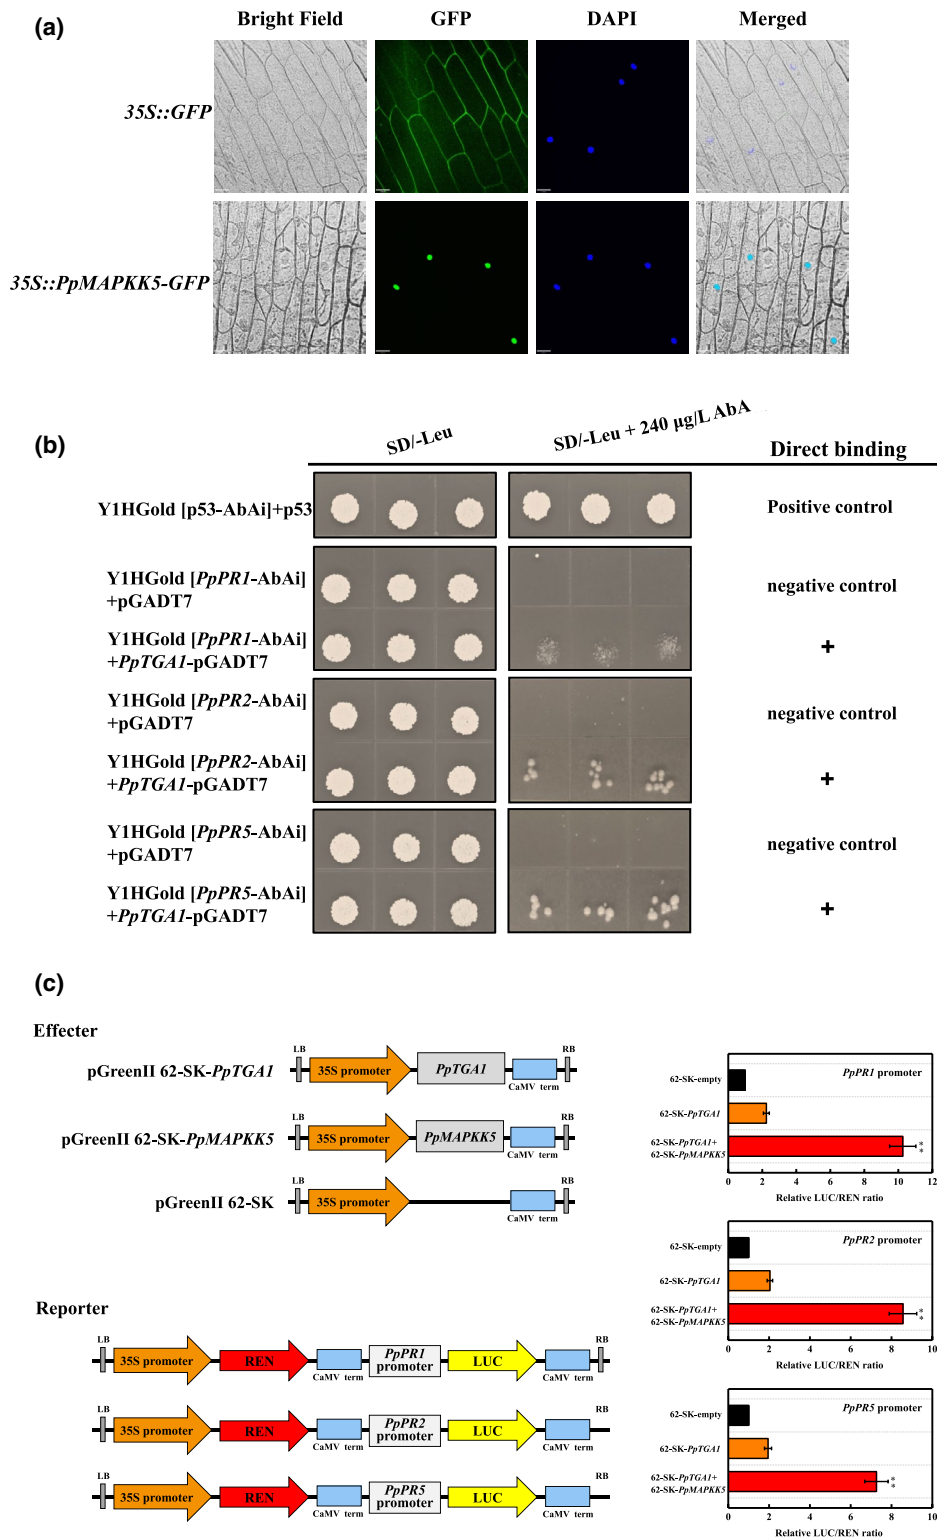 (a)
Bright Field GFP DAPI Merged
35S::GFP
35S::PpMAPKK5-GFP
(b)
SD/-Leu SD/-Leu + 240 μg/L AbA Direct binding
Y1HGold [p53-AbAi]+p53 Positive control
Y1HGold [PpPR1-AbAi]
+pGADT7 negative control
Y1HGold [PpPR1-AbAi]
+PpTGA1-pGADT7 +
Y1HGold [PpPR2-AbAi]
+pGADT7 negative control
Y1HGold [PpPR2-AbAi]
+PpTGA1-pGADT7 +
Y1HGold [PpPR5-AbAi]
+pGADT7 negative control
Y1HGold [PpPR5-AbAi]
+PpTGA1-pGADT7 +
(c)
Effecter
LB RB
pGreenII 62-SK-PpTGA1 35S promoter PpTGA1
CaMV term
LB RB
pGreenII 62-SK-PpMAPKK5 35S promoter PpMAPKK5
CaMV term
LB RB
pGreenII 62-SK 35S promoter
CaMV term
Reporter
LB RB
35S promoter REN PpPR1 promoter LUC
CaMV term CaMV term
LB RB
35S promoter REN PpPR2 promoter LUC
CaMV term CaMV term
LB RB
35S promoter REN PpPR5 promoter LUC
CaMV term CaMV term
PpPR1 promoter
62-SK-empty
62-SK-PpTGA1
62-SK-PpTGA1+
62-SK-PpMAPKK5
**
0 2 4 6 8 10 12
Relative LUC/REN ratio
PpPR2 promoter
62-SK-empty
62-SK-PpTGA1
62-SK-PpTGA1+
62-SK-PpMAPKK5
**
0 2 4 6 8 10
Relative LUC/REN ratio
PpPR5 promoter
62-SK-empty
62-SK-PpTGA1
62-SK-PpTGA1+
62-SK-PpMAPKK5
**
0 2 4 6 8 10
Relative LUC/REN ratio